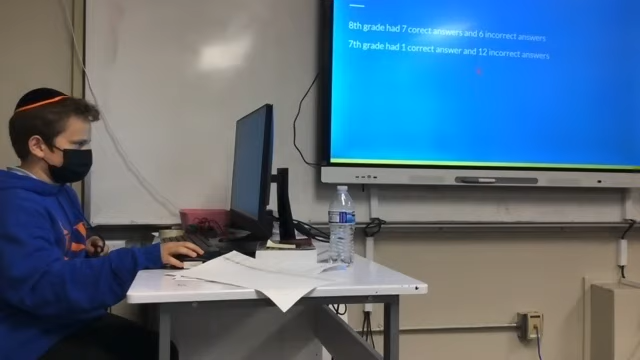 8th grade had 7 corect answers and 6 incorrect answers
7th grade had 1 correct answer and 12 incorrect answers